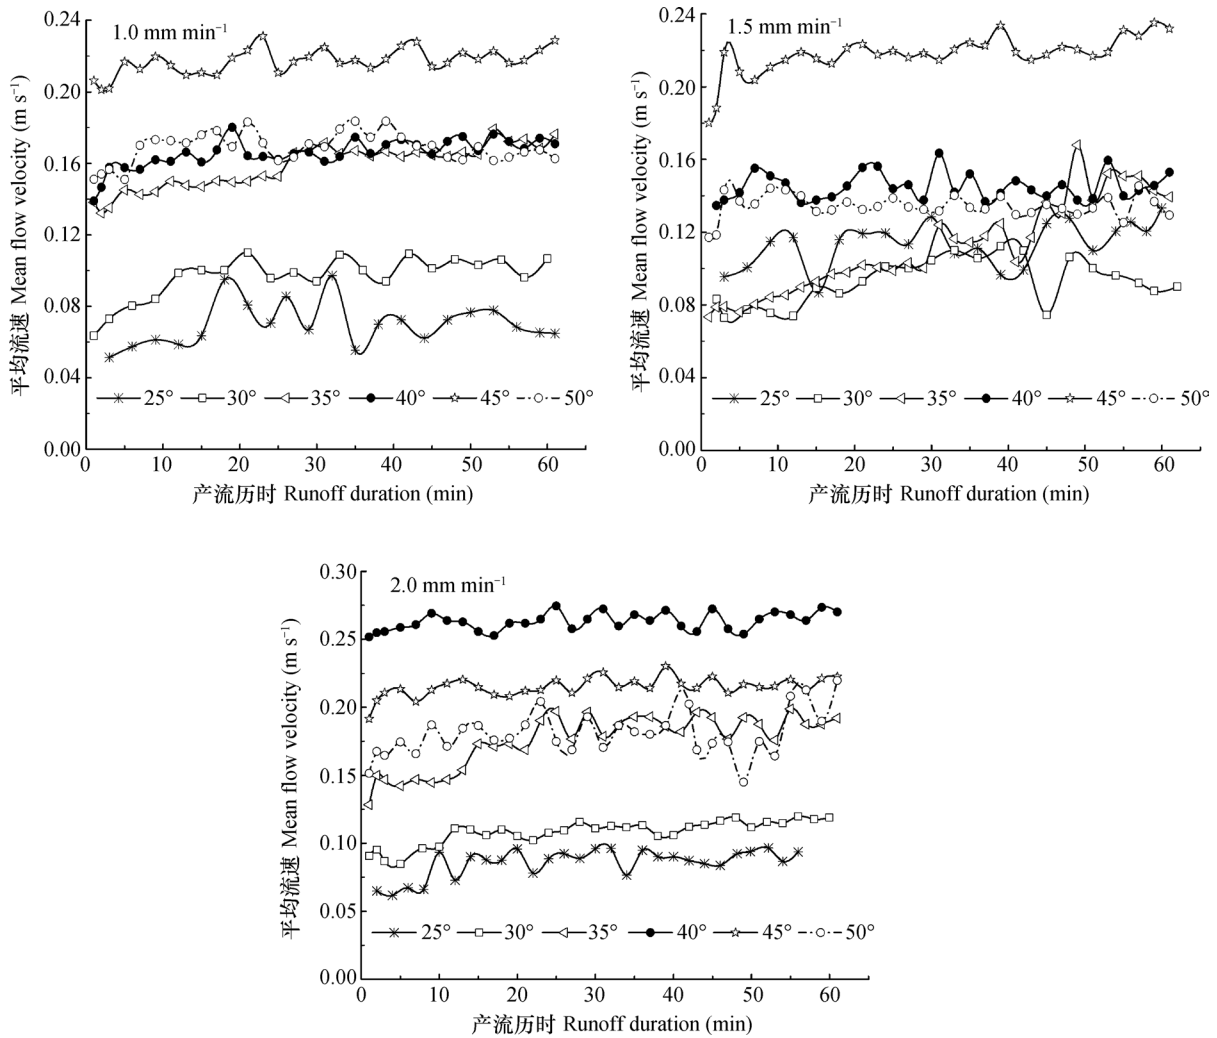 1.0 mm min⁻¹
平均流速 Mean flow velocity (m s⁻¹)
0.24
0.20
0.16
0.12
0.08
0.04
0.00
25° 30° 35° 40° 45° 50°
0 10 20 30 40 50 60
产流历时 Runoff duration (min)
1.5 mm min⁻¹
平均流速 Mean flow velocity (m s⁻¹)
0.24
0.20
0.16
0.12
0.08
0.04
0.00
25° 30° 35° 40° 45° 50°
0 10 20 30 40 50 60
产流历时 Runoff duration (min)
2.0 mm min⁻¹
平均流速 Mean flow velocity (m s⁻¹)
0.30
0.25
0.20
0.15
0.10
0.05
0.00
25° 30° 35° 40° 45° 50°
0 10 20 30 40 50 60
产流历时 Runoff duration (min)